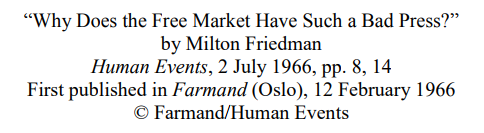 “Why Does the Free Market Have Such a Bad Press?”
by Milton Friedman
Human Events, 2 July 1966, pp. 8, 14
First published in Farmand (Oslo), 12 February 1966
© Farmand/Human Events